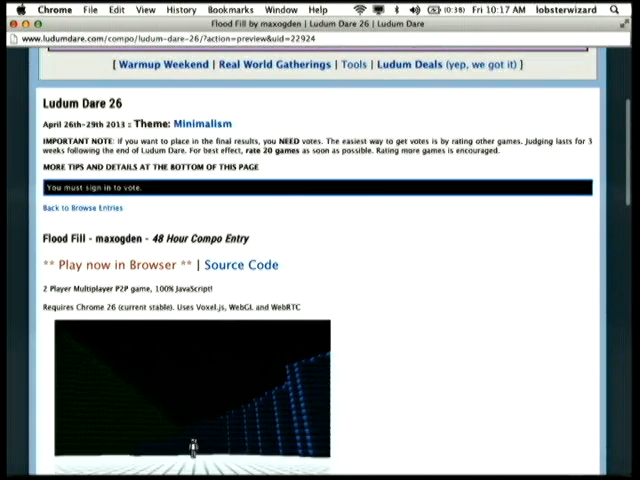 Chrome File Edit View History Bookmarks Window Help (0:38) Fri 10:17 AM lobsterwizard
Flood Fill by maxogden | Ludum Dare 26 | Ludum Dare
www.ludumdare.com/compo/ludum-dare-26/?action=preview&uid=22924
[ Warmup Weekend | Real World Gatherings | Tools | Ludum Deals (yep, we got it) ]
Ludum Dare 26
April 26th-29th 2013 :: Theme: Minimalism
IMPORTANT NOTE: If you want to place in the final results, you NEED votes. The easiest way to get votes is by rating other games. Judging lasts for 3
weeks following the end of Ludum Dare. For best effect, rate 20 games as soon as possible. Rating more games is encouraged.
MORE TIPS AND DETAILS AT THE BOTTOM OF THIS PAGE
You must sign in to vote.
Back to Browse Entries
Flood Fill - maxogden - 48 Hour Compo Entry
** Play now in Browser ** | Source Code
2 Player Multiplayer P2P game, 100% JavaScript!
Requires Chrome 26 (current stable). Uses Voxel.js, WebGL and WebRTC